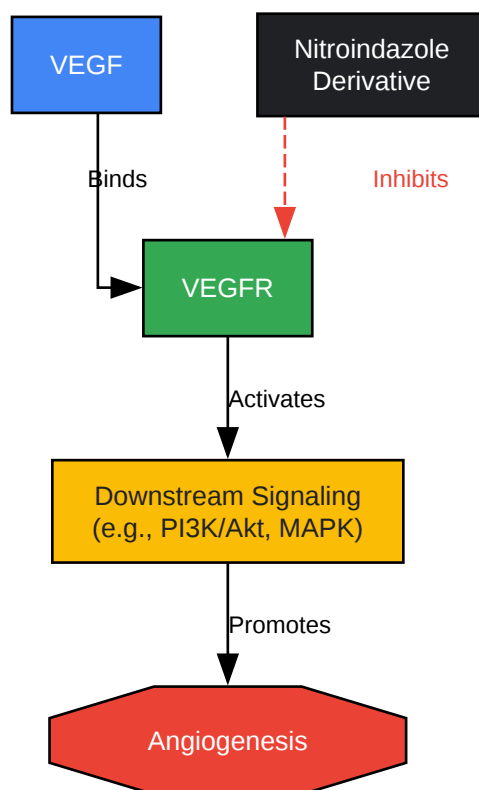 VEGF
Nitroindazole
Derivative
Binds
Inhibits
VEGFR
Activates
Downstream Signaling
(e.g., PI3K/Akt, MAPK)
Promotes
Angiogenesis